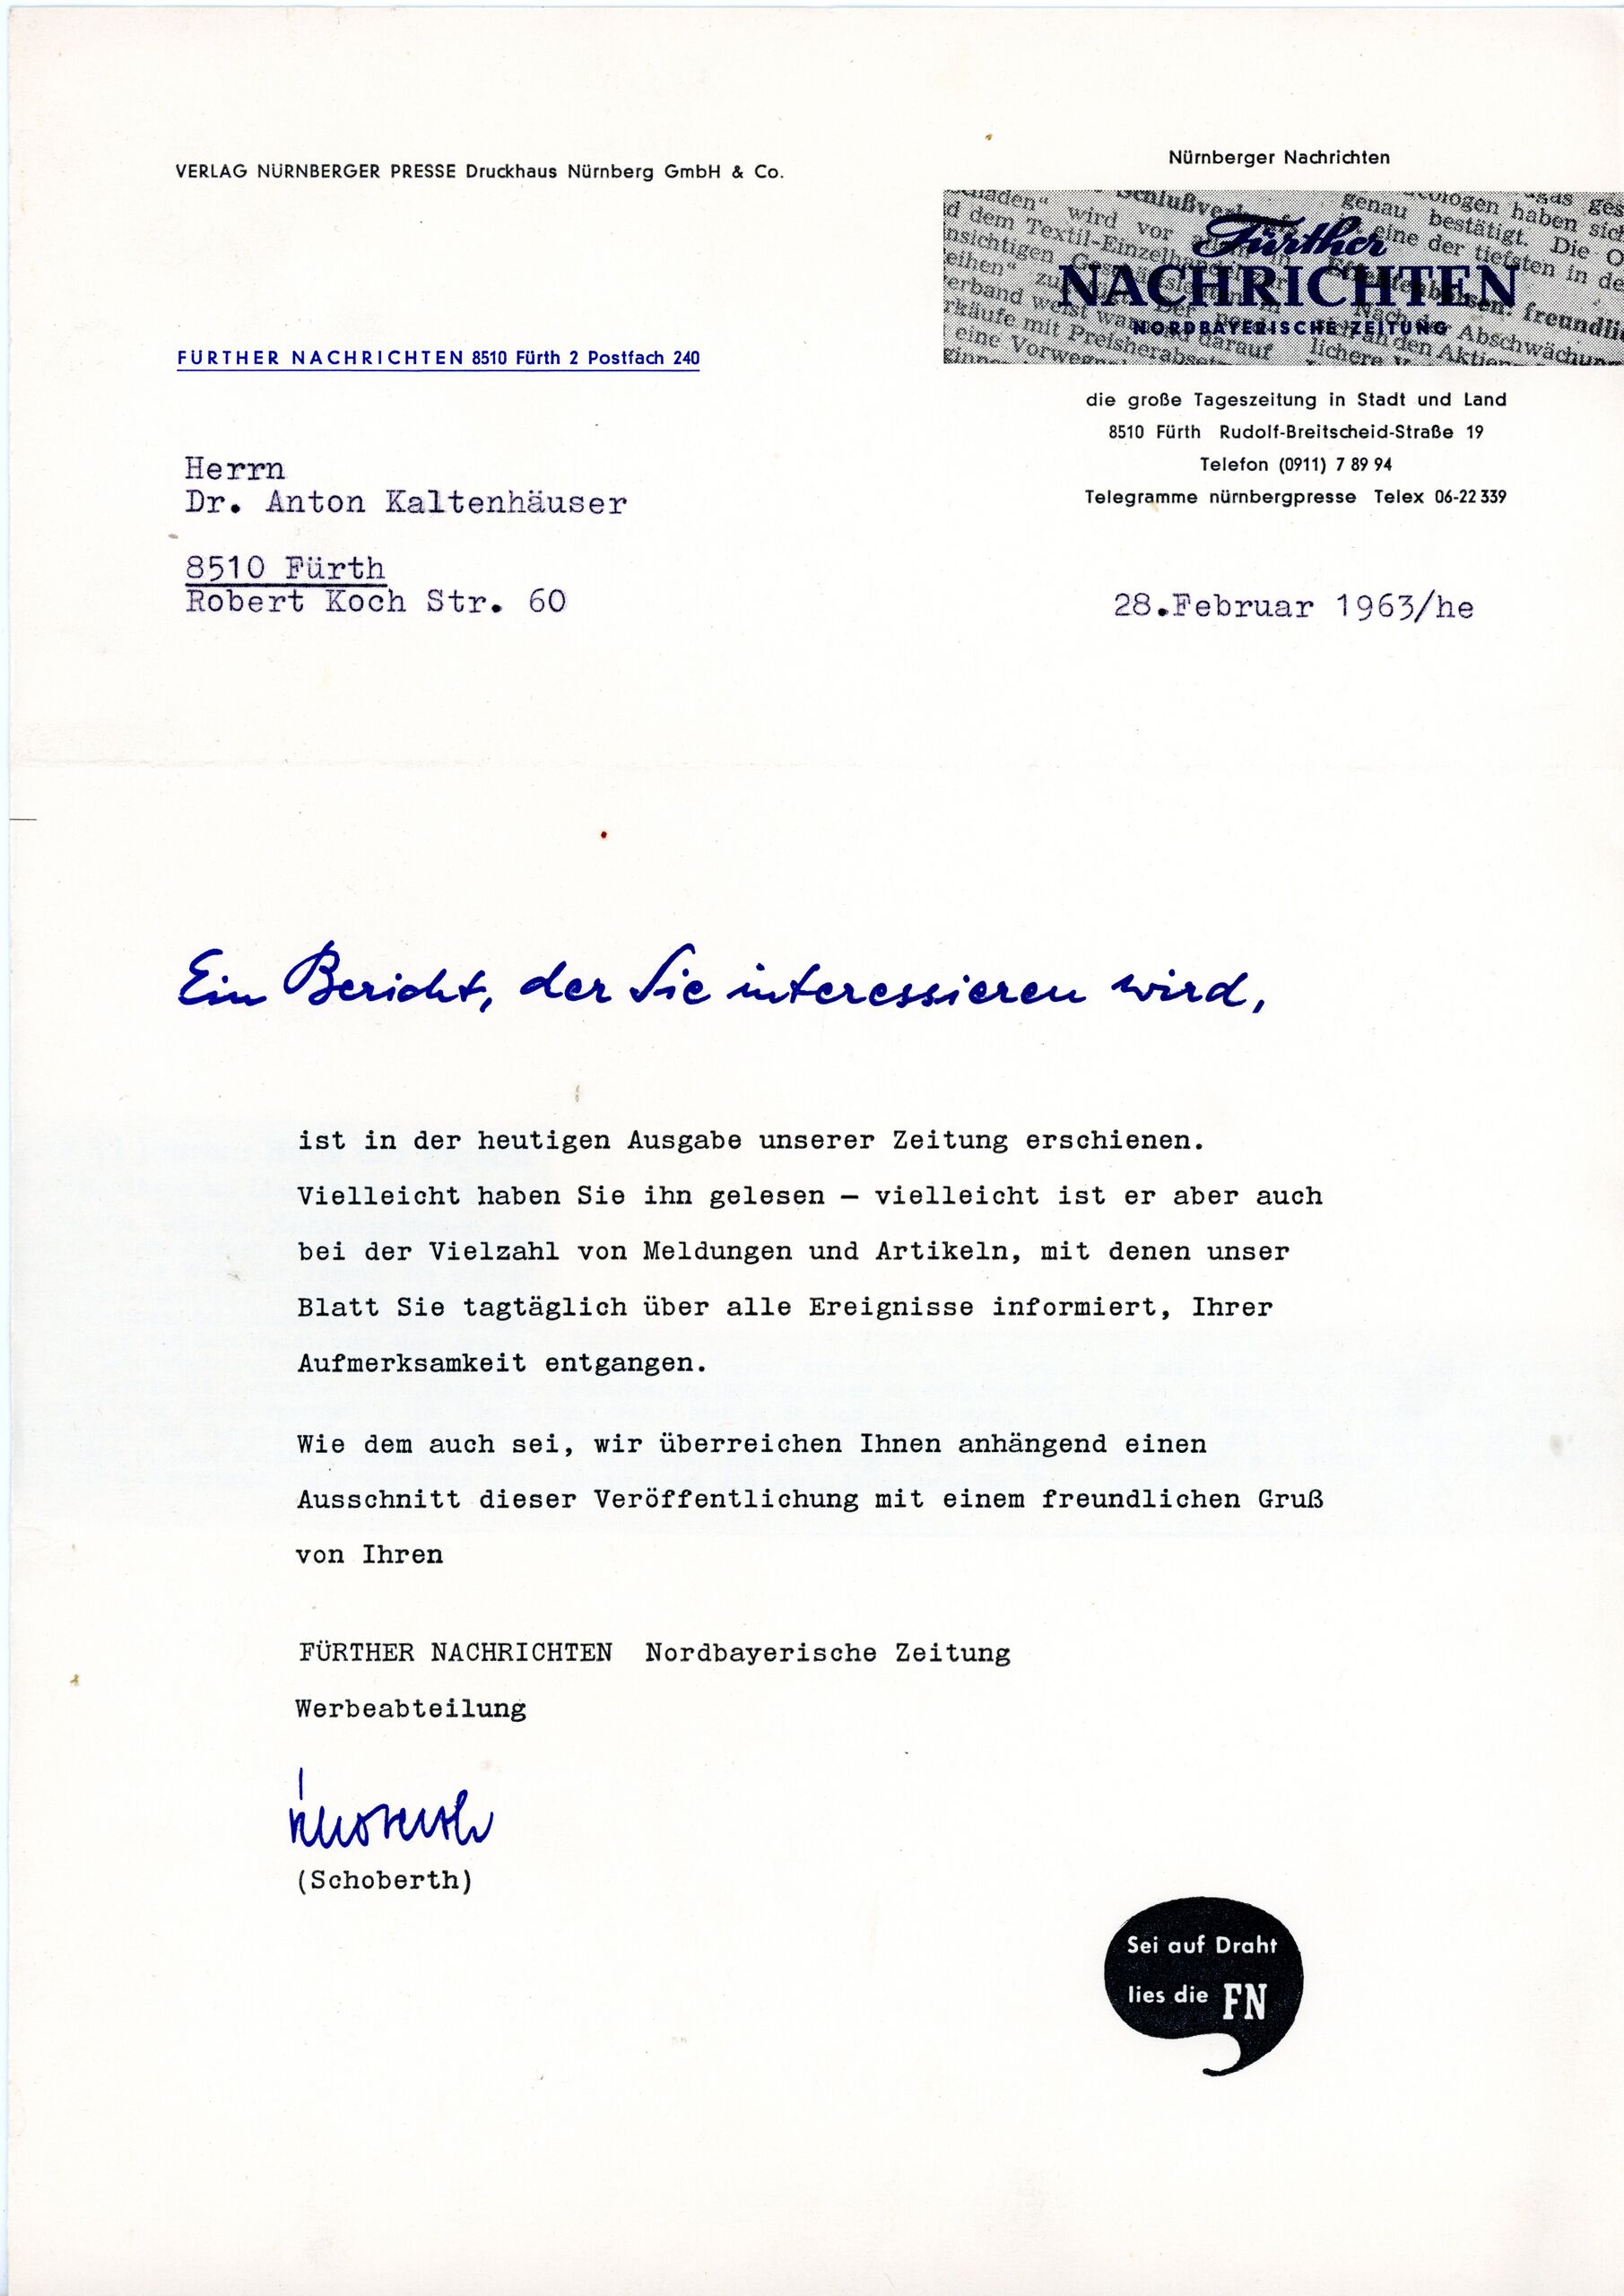 VERLAG NÜRNBERGER PRESSE Druckhaus Nürnberg GmbH & Co.
Nürnberger Nachrichten
Fürther
NACHRICHTEN
NORDBAYERISCHE ZEITUNG
FÜRTHER NACHRICHTEN 8510 Fürth 2 Postfach 240
die große Tageszeitung in Stadt und Land
8510 Fürth Rudolf-Breitscheid-Straße 19
Telefon (0911) 7 89 94
Telegramme nürnbergpresse Telex 06-22 339
Herrn
Dr. Anton Kaltenhäuser
8510 Fürth
Robert Koch Str. 60
28.Februar 1963/he
Ein Bericht, der Sie interessieren wird,
ist in der heutigen Ausgabe unserer Zeitung erschienen.
Vielleicht haben Sie ihn gelesen – vielleicht ist er aber auch
bei der Vielzahl von Meldungen und Artikeln, mit denen unser
Blatt Sie tagtäglich über alle Ereignisse informiert, Ihrer
Aufmerksamkeit entgangen.
Wie dem auch sei, wir überreichen Ihnen anhängend einen
Ausschnitt dieser Veröffentlichung mit einem freundlichen Gruß
von Ihren
FÜRTHER NACHRICHTEN Nordbayerische Zeitung
Werbeabteilung
(Schoberth)
Sei auf Draht
lies die FN